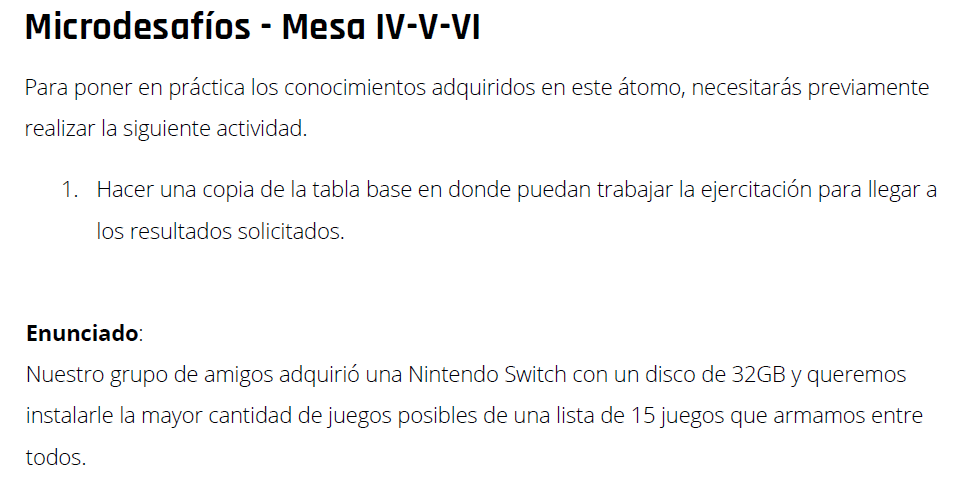 Microdesafíos - Mesa IV-V-VI
Para poner en práctica los conocimientos adquiridos en este átomo, necesitarás previamente
realizar la siguiente actividad.
1. Hacer una copia de la tabla base en donde puedan trabajar la ejercitación para llegar a
los resultados solicitados.
Enunciado:
Nuestro grupo de amigos adquirió una Nintendo Switch con un disco de 32GB y queremos
instalarle la mayor cantidad de juegos posibles de una lista de 15 juegos que armamos entre
todos.